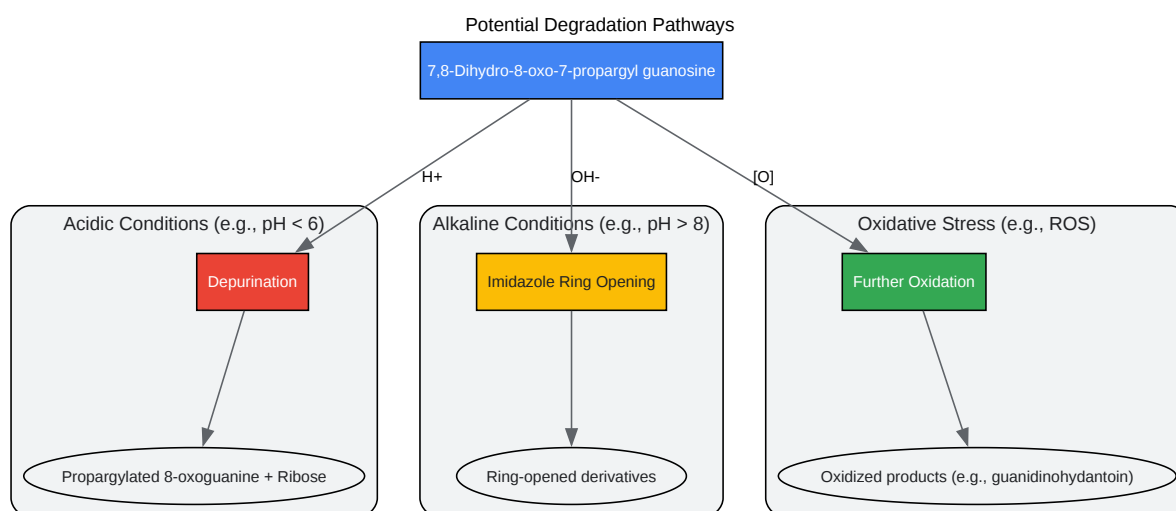 Potential Degradation Pathways
7,8-Dihydro-8-oxo-7-propargyl guanosine
H+
OH-
[O]
Acidic Conditions (e.g., pH < 6)
Alkaline Conditions (e.g., pH > 8)
Oxidative Stress (e.g., ROS)
Depurination
Imidazole Ring Opening
Further Oxidation
Propargylated 8-oxoguanine + Ribose
Ring-opened derivatives
Oxidized products (e.g., guanidinohydantoin)